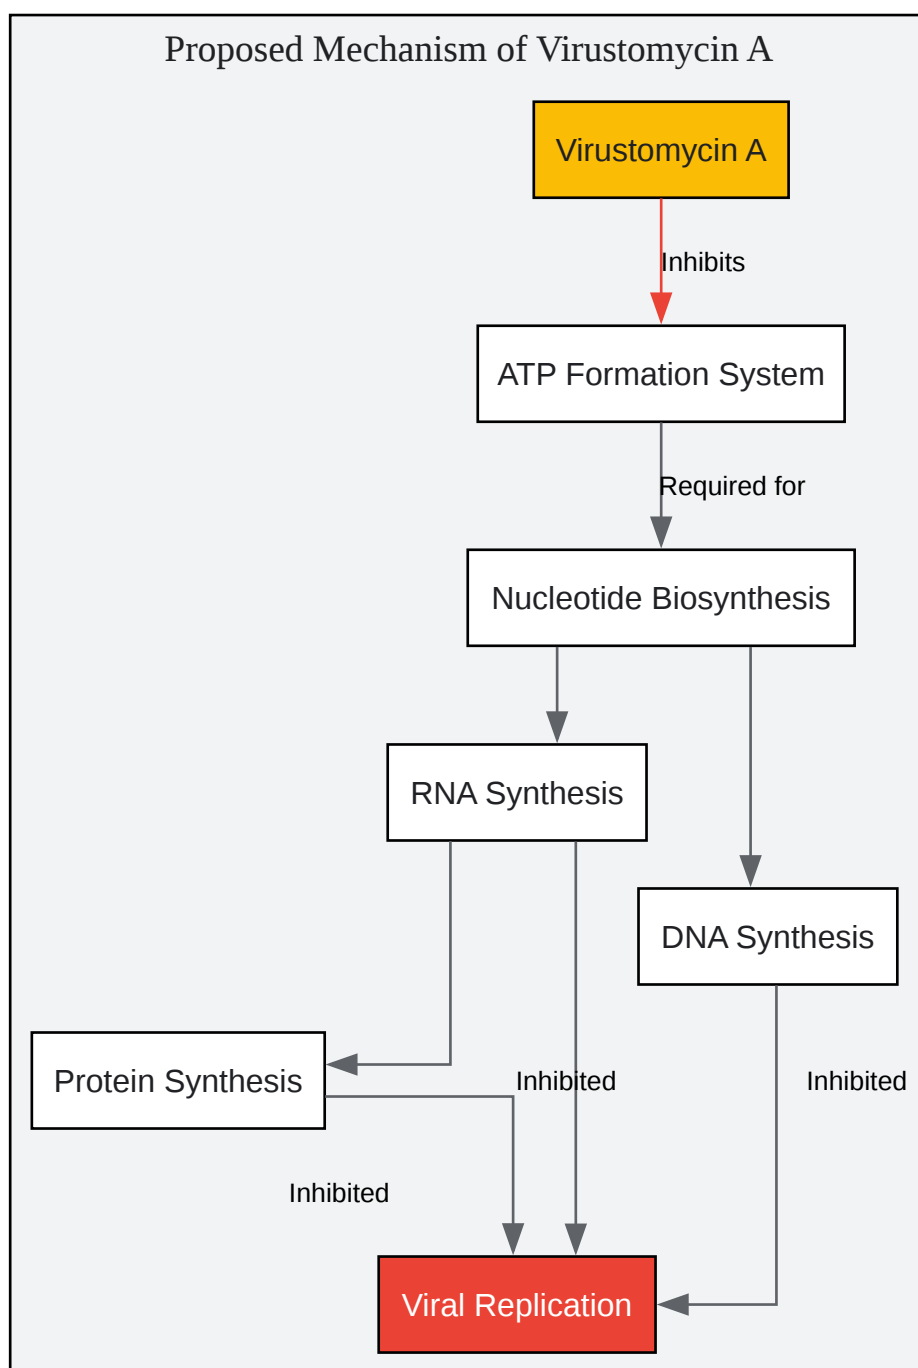 Proposed Mechanism of Virustomycin A
Virustomycin A
Inhibits
ATP Formation System
Required for
Nucleotide Biosynthesis
RNA Synthesis
DNA Synthesis
Protein Synthesis
Inhibited
Inhibited
Inhibited
Viral Replication